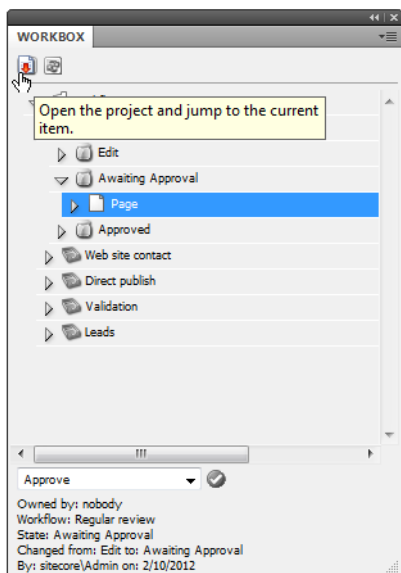 WORKBOX
Open the project and jump to the current
item.
Edit
Awaiting Approval
Page
Approved
Web site contact
Direct publish
Validation
Leads
Approve
Owned by: nobody
Workflow: Regular review
State: Awaiting Approval
Changed from: Edit to: Awaiting Approval
By: sitecore\Admin on: 2/10/2012